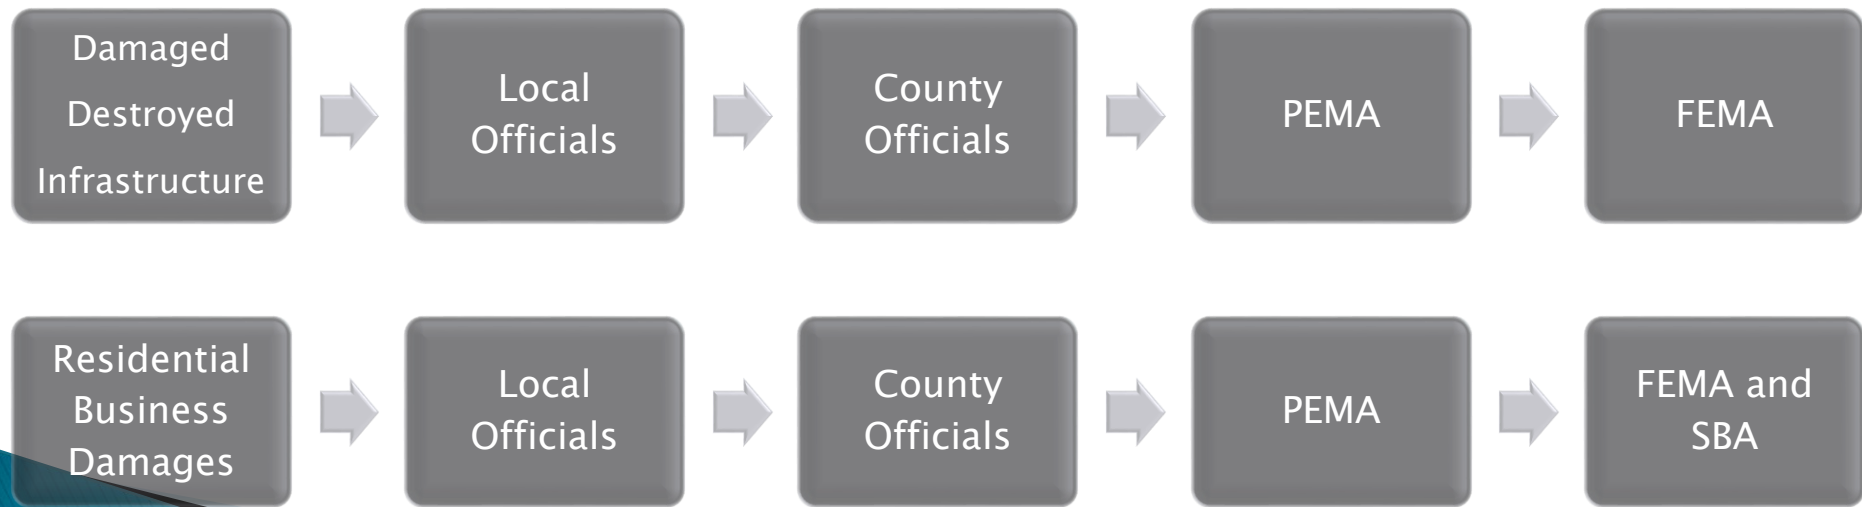 Damaged
Destroyed
Infrastructure
Local
Officials
County
Officials
PEMA
FEMA
Residential
Business
Damages
Local
Officials
County
Officials
PEMA
FEMA and
SBA